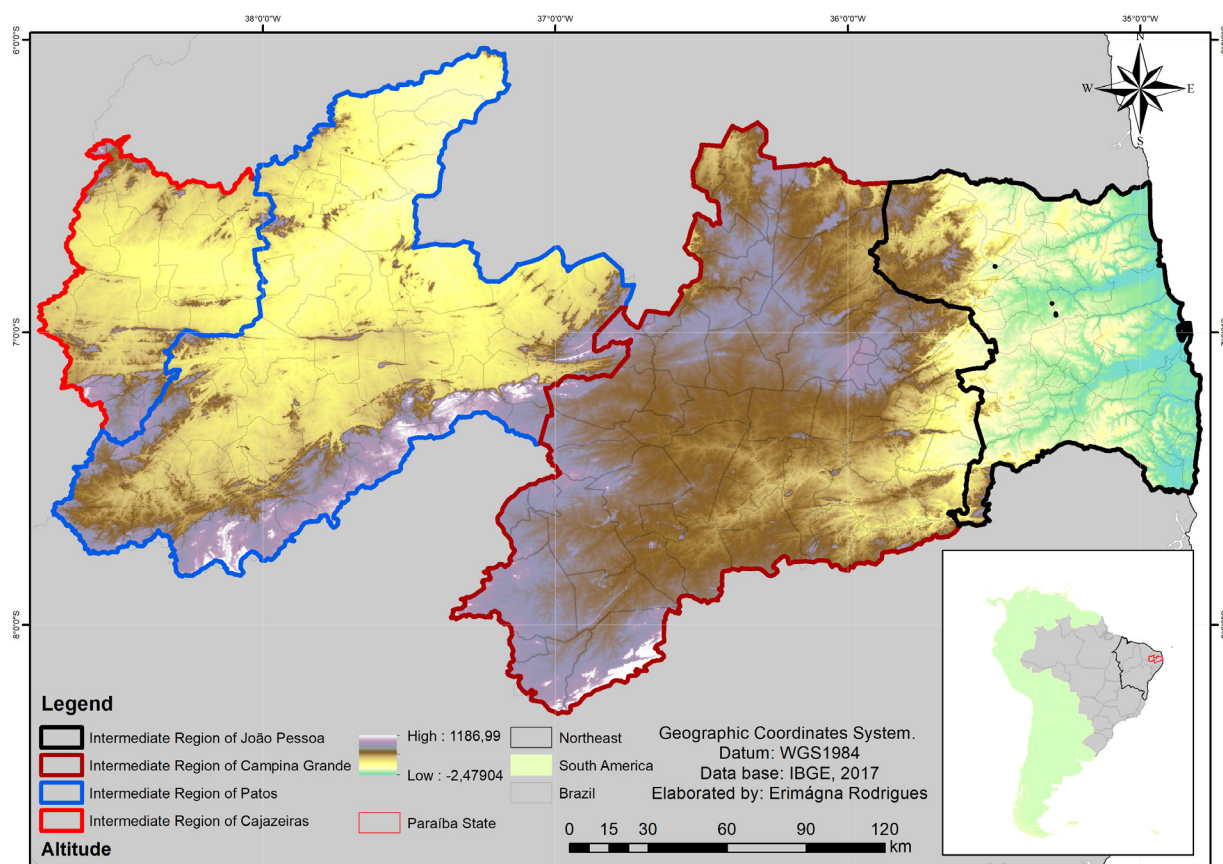 38°0'0"W
37°0'0"W
36°0'0"W
35°0'0"W
6°0'0"S
7°0'0"S
8°0'0"S
N
W
E
S
Legend
Intermediate Region of João Pessoa
Intermediate Region of Campina Grande
Intermediate Region of Patos
Intermediate Region of Cajazeiras
Altitude
High : 1186,99
Low : -2,47904
Paraíba State
Northeast
South America
Brazil
Geographic Coordinates System.
Datum: WGS1984
Data base: IBGE, 2017
Elaborated by: Erimágna Rodrigues
0 15 30 60 90 120
km